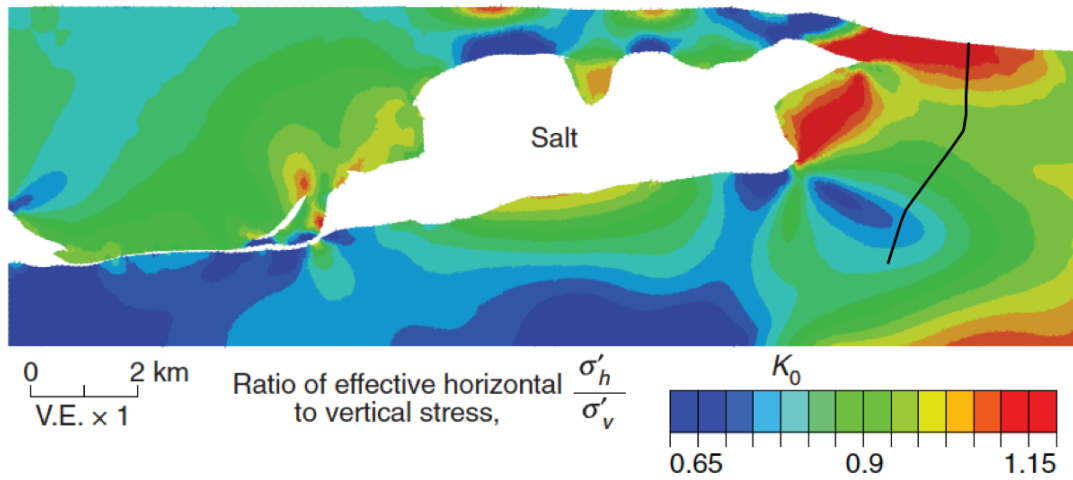 Salt
0 2 km
V.E. × 1
Ratio of effective horizontal σ′h/σ′v
to vertical stress,
K0
0.65 0.9 1.15